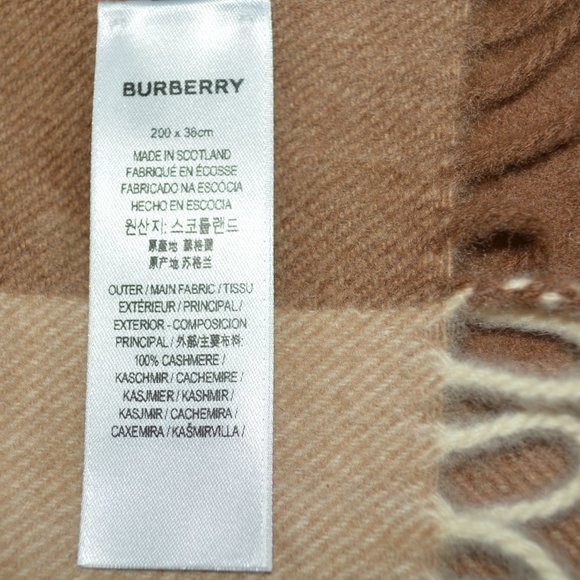 BURBERRY
200 x 36cm
MADE IN SCOTLAND
FABRIQUÉ EN ÉCOSSE
FABRICADO NA ESCÓCIA
HECHO EN ESCOCIA
원산지: 스코틀랜드
原產地 蘇格蘭
原产地 苏格兰
OUTER / MAIN FABRIC / TISSU
EXTÉRIEUR / PRINCIPAL /
EXTERIOR - COMPOSICION
PRINCIPAL / 外部/主要布料:
100% CASHMERE /
KASCHMIR / CACHEMIRE /
KASJMIER / KASHMIR /
KASJMIR / CACHEMIRA /
CAXEMIRA / KAŠMIRVILLA /